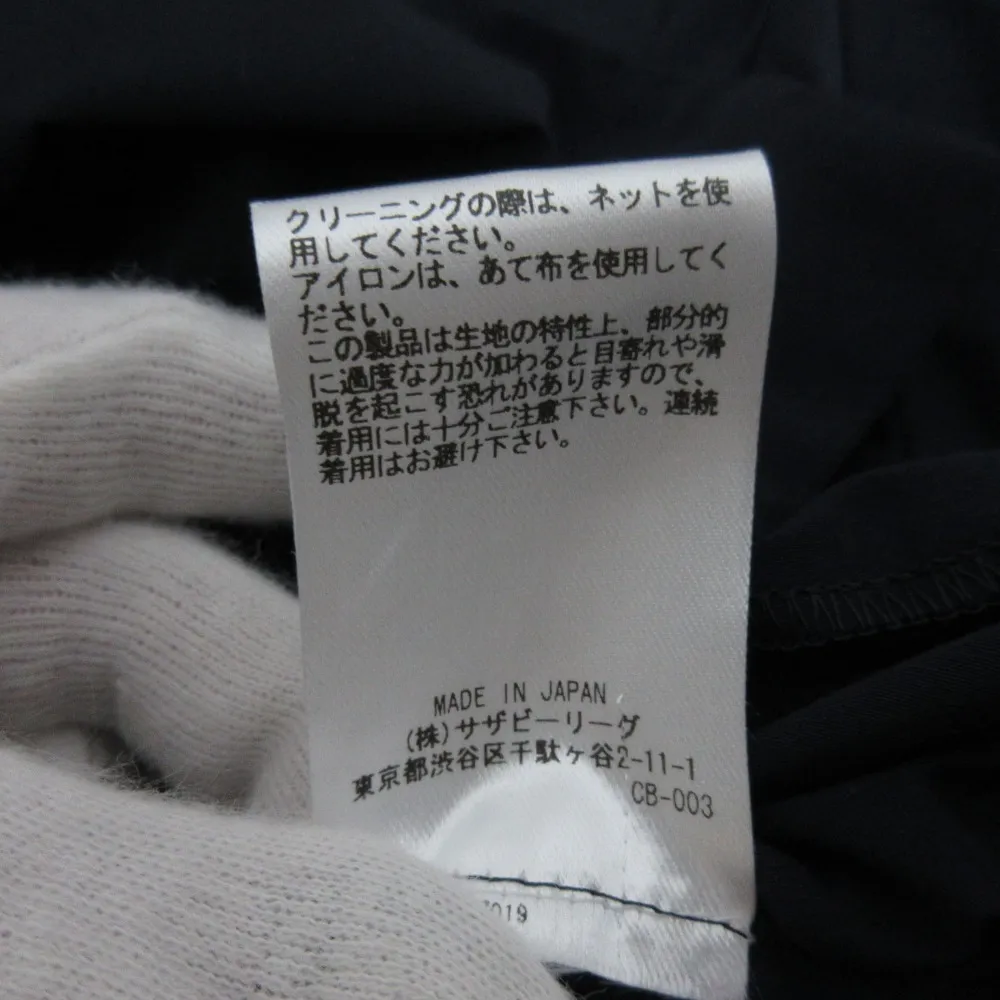 クリーニングの際は、ネットを使
用してください。
アイロンは、あて布を使用してく
ださい。
この製品は生地の特性上、部分的
に過度な力が加わると目寄れや滑
脱を起こす恐れがありますので、
着用には十分ご注意下さい。連続
着用はお避け下さい。
MADE IN JAPAN
(株)サザビーリーグ
東京都渋谷区千駄ヶ谷2-11-1
CB-003